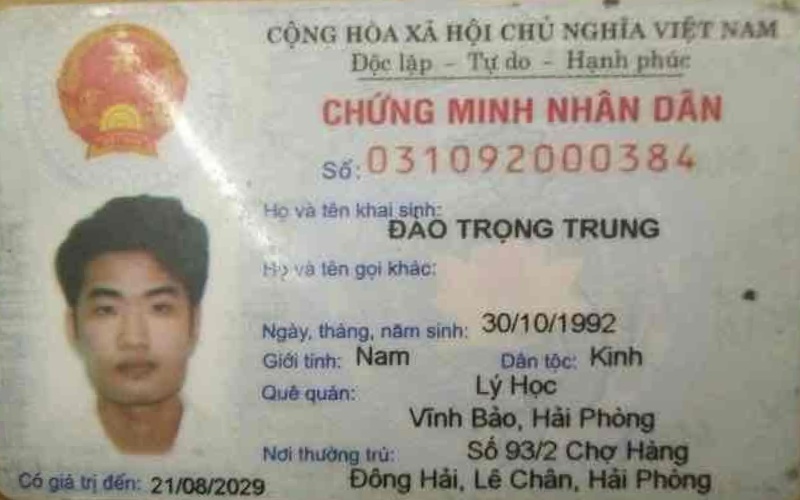 CỘNG HÒA XÃ HỘI CHỦ NGHĨA VIỆT NAM
Độc lập - Tự do - Hạnh phúc
CHỨNG MINH NHÂN DÂN
Số: 031092000384
Họ và tên khai sinh:
ĐÀO TRỌNG TRUNG
Họ và tên gọi khác:
Ngày, tháng, năm sinh: 30/10/1992
Giới tính: Nam Dân tộc: Kinh
Quê quán: Lý Học
Vĩnh Bảo, Hải Phòng
Nơi thường trú: Số 93/2 Chợ Hàng
Đông Hải, Lê Chân, Hải Phòng
Có giá trị đến: 21/08/2029